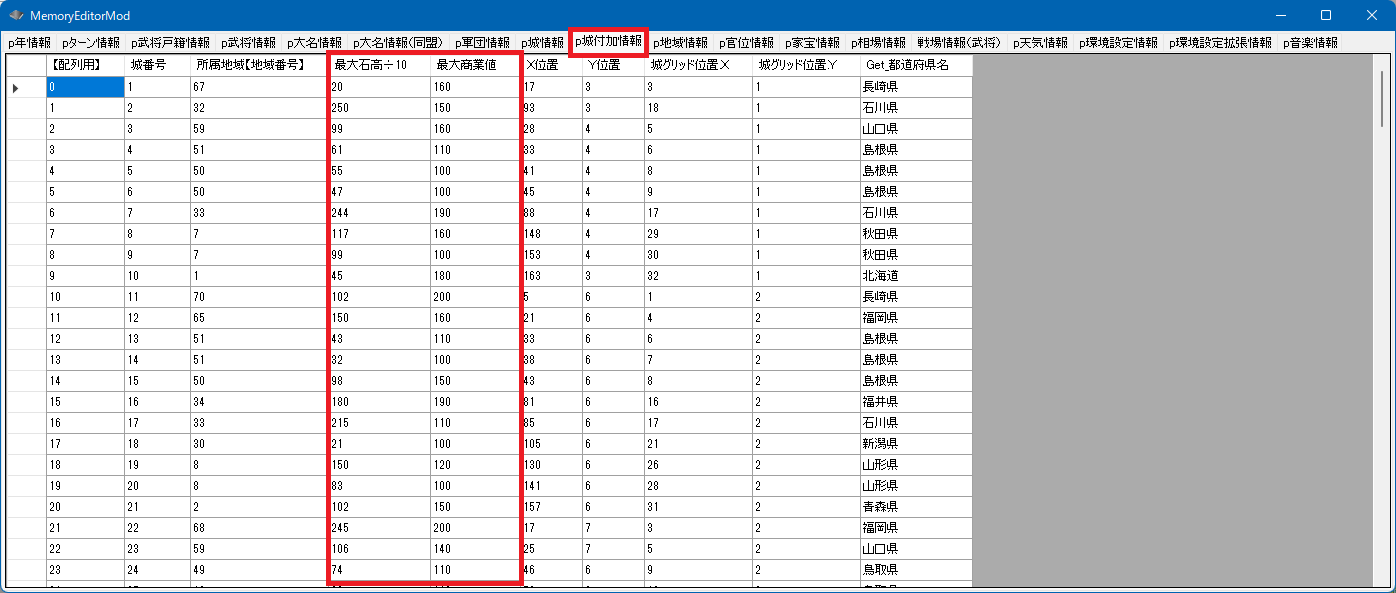 MemoryEditorMod
p年情報 pターン情報 p武将戸籍情報 p武将情報 p大名情報 p大名情報(同盟) p軍団情報 p城情報 p城付加情報 p地域情報 p官位情報 p家宝情報 p相場情報 戦場情報(武将) p天気情報 p環境設定情報 p環境設定拡張情報 p音楽情報
【配列用】 城番号 所属地域【地域番号】 最大石高÷10 最大商業値 X位置 Y位置 城グリッド位置X 城グリッド位置Y Get_都道府県名
0 1 67 20 160 17 3 3 1 長崎県
1 2 32 250 150 93 3 18 1 石川県
2 3 59 99 160 28 4 5 1 山口県
3 4 51 61 110 33 4 6 1 島根県
4 5 50 55 100 41 4 8 1 島根県
5 6 50 47 100 45 4 9 1 島根県
6 7 33 244 190 88 4 17 1 石川県
7 8 7 117 160 148 4 29 1 秋田県
8 9 7 99 100 153 4 30 1 秋田県
9 10 1 45 180 163 3 32 1 北海道
10 11 70 102 200 5 6 1 2 長崎県
11 12 65 150 160 21 6 4 2 福岡県
12 13 51 43 110 33 6 6 2 島根県
13 14 51 32 100 38 6 7 2 島根県
14 15 50 98 150 43 6 8 2 島根県
15 16 34 180 190 81 6 16 2 福井県
16 17 33 215 110 85 6 17 2 石川県
17 18 30 21 100 105 6 21 2 新潟県
18 19 8 150 120 130 6 26 2 山形県
19 20 8 83 100 141 6 28 2 山形県
20 21 2 102 150 157 6 31 2 青森県
21 22 68 245 200 17 7 3 2 福岡県
22 23 59 106 140 25 7 5 2 山口県
23 24 49 74 110 46 6 9 2 鳥取県